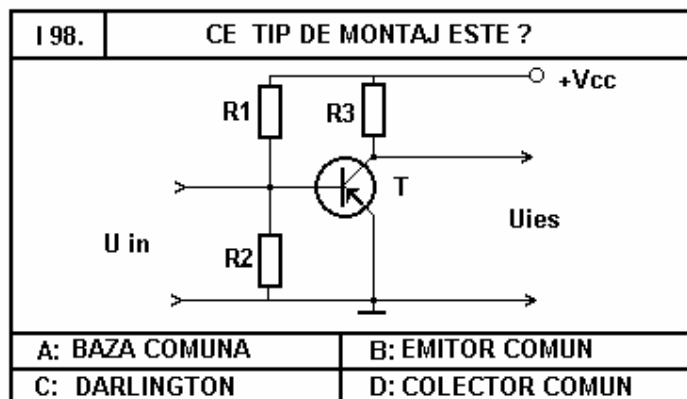 I 98. CE TIP DE MONTAJ ESTE ?
+Vcc
R1 R3
T
U in Uies
R2
A: BAZA COMUNA B: EMITOR COMUN
C: DARLINGTON D: COLECTOR COMUN